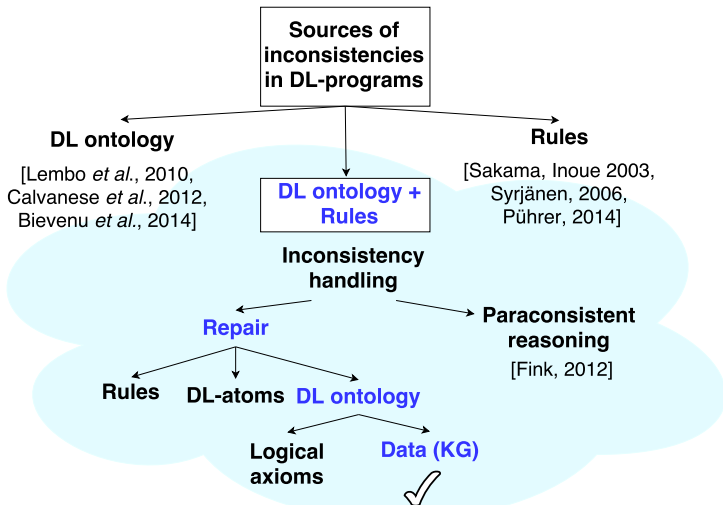 Sources of
inconsistencies
in DL-programs
DL ontology
[Lembo et al., 2010,
Calvanese et al., 2012,
Bievenu et al., 2014]
DL ontology +
Rules
Rules
[Sakama, Inoue 2003,
Syrjänen, 2006,
Pührer, 2014]
Inconsistency
handling
Repair
Paraconsistent
reasoning
[Fink, 2012]
Rules
DL-atoms
DL ontology
Logical
axioms
Data (KG)